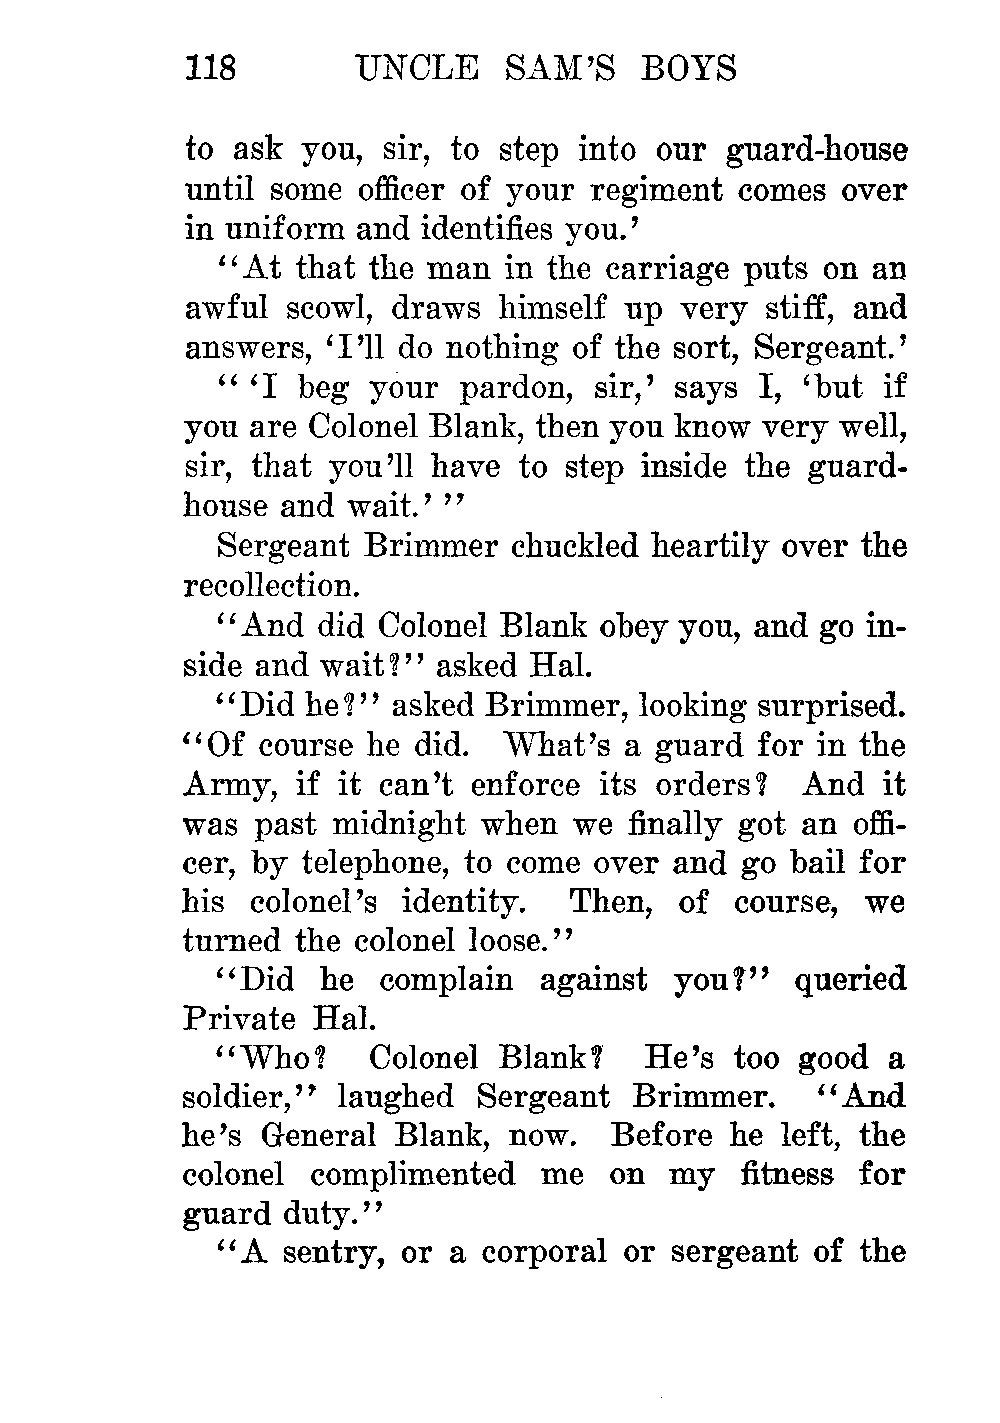 118 UNCLE SAM'S BOYS
to ask you, sir, to step into our guard-house
until some officer of your regiment comes over
in uniform and identifies you.'
"At that the man in the carriage puts on an
awful scowl, draws himself up very stiff, and
answers, 'I'll do nothing of the sort, Sergeant.'
" 'I beg your pardon, sir,' says I, 'but if
you are Colonel Blank, then you know very well,
sir, that you'll have to step inside the guard-
house and wait.' "
Sergeant Brimmer chuckled heartily over the
recollection.
"And did Colonel Blank obey you, and go in-
side and wait?" asked Hal.
"Did he?" asked Brimmer, looking surprised.
"Of course he did. What's a guard for in the
Army, if it can't enforce its orders? And it
was past midnight when we finally got an offi-
cer, by telephone, to come over and go bail for
his colonel's identity. Then, of course, we
turned the colonel loose."
"Did he complain against you?" queried
Private Hal.
"Who? Colonel Blank? He's too good a
soldier," laughed Sergeant Brimmer. "And
he's General Blank, now. Before he left, the
colonel complimented me on my fitness for
guard duty."
"A sentry, or a corporal or sergeant of the